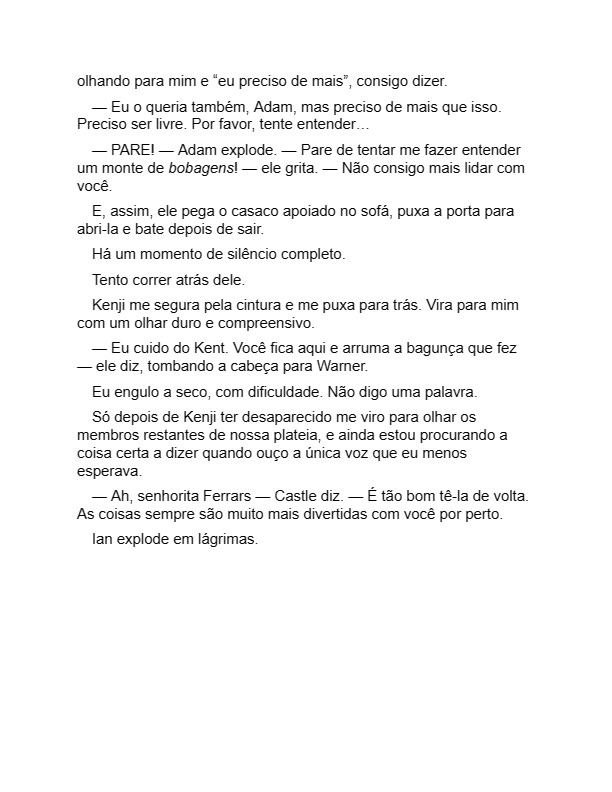 olhando para mim e “eu preciso de mais”, consigo dizer.
— Eu o queria também, Adam, mas preciso de mais que isso.
Preciso ser livre. Por favor, tente entender…
— PARE! — Adam explode. — Pare de tentar me fazer entender
um monte de bobagens! — ele grita. — Não consigo mais lidar com
você.
E, assim, ele pega o casaco apoiado no sofá, puxa a porta para
abri-la e bate depois de sair.
Há um momento de silêncio completo.
Tento correr atrás dele.
Kenji me segura pela cintura e me puxa para trás. Vira para mim
com um olhar duro e compreensivo.
— Eu cuido do Kent. Você fica aqui e arruma a bagunça que fez
— ele diz, tombando a cabeça para Warner.
Eu engulo a seco, com dificuldade. Não digo uma palavra.
Só depois de Kenji ter desaparecido me viro para olhar os
membros restantes de nossa plateia, e ainda estou procurando a
coisa certa a dizer quando ouço a única voz que eu menos
esperava.
— Ah, senhorita Ferrars — Castle diz. — É tão bom tê-la de volta.
As coisas sempre são muito mais divertidas com você por perto.
Ian explode em lágrimas.